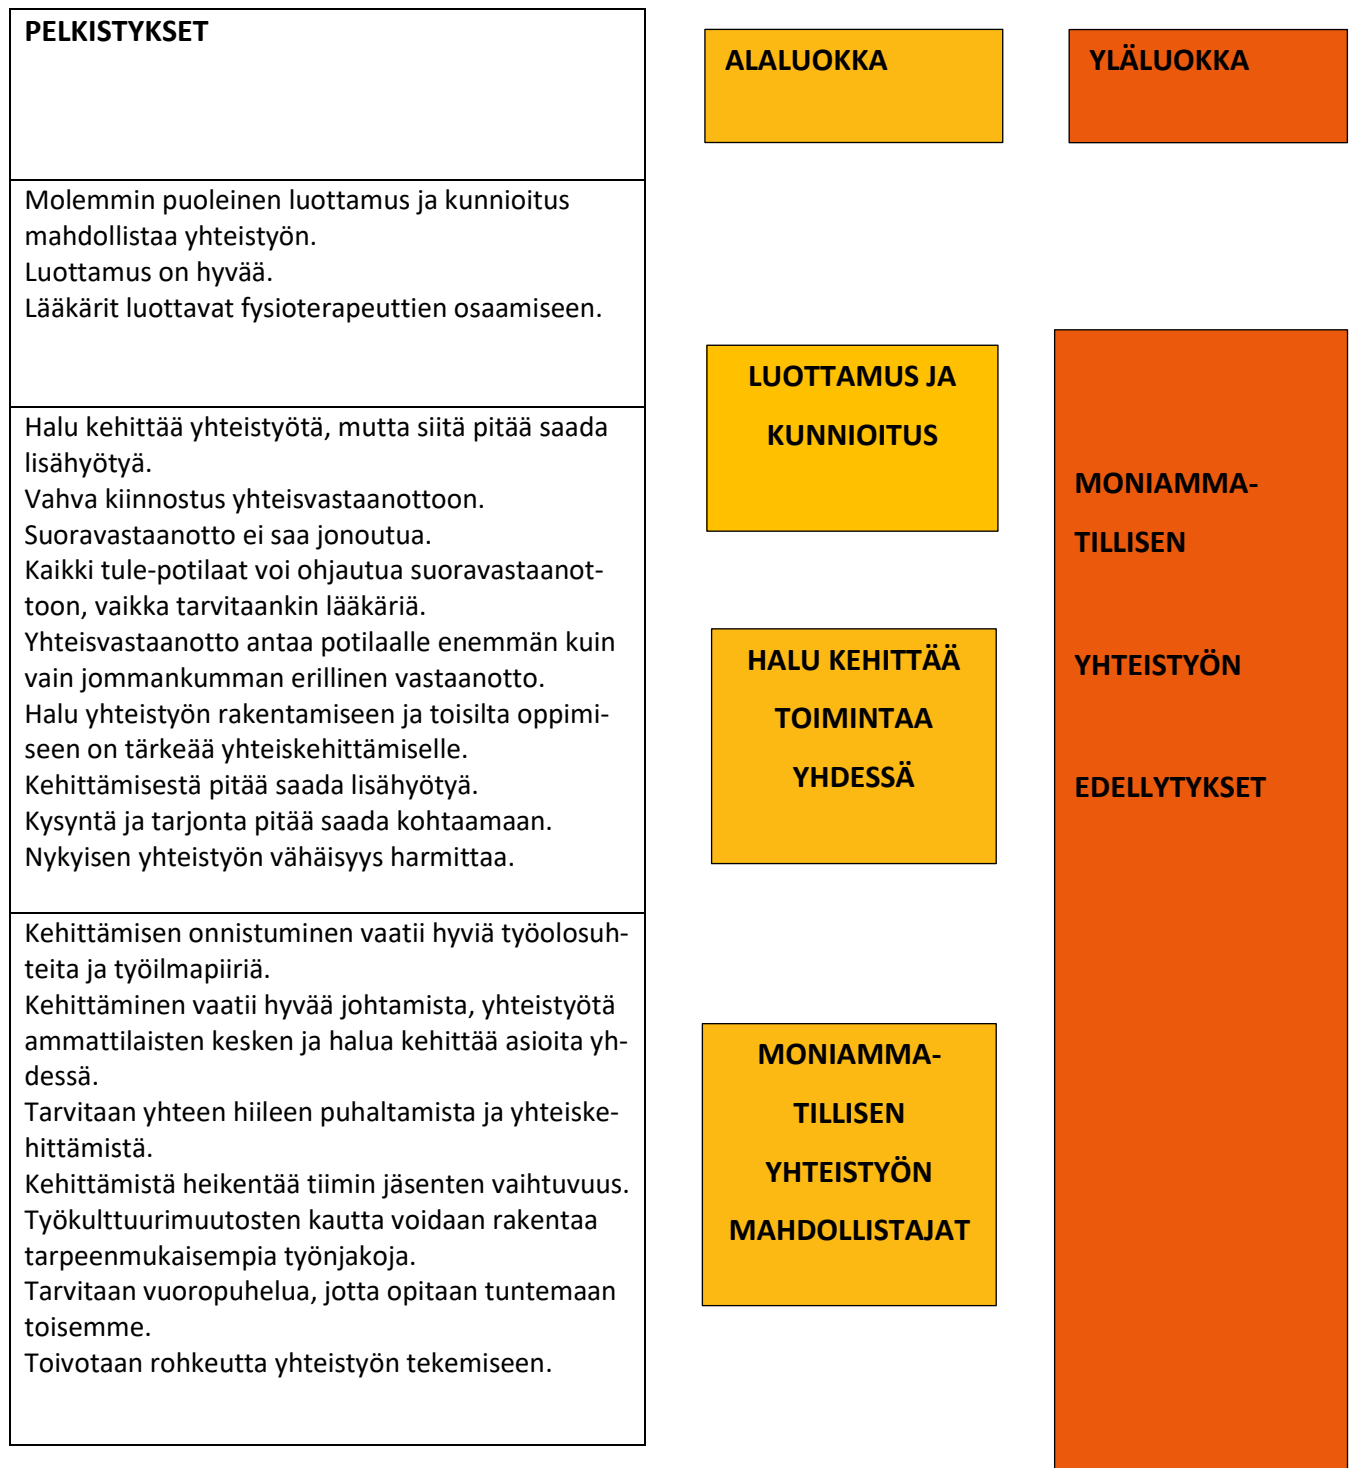 PELKISTYKSET
ALALUOKKA
YLÄLUOKKA
Molemmin puoleinen luottamus ja kunnioitus
mahdollistaa yhteistyön.
Luottamus on hyvää.
Lääkärit luottavat fysioterapeuttien osaamiseen.
Halu kehittää yhteistyötä, mutta siitä pitää saada
lisähyötyä.
Vahva kiinnostus yhteisvastaanottoon.
Suoravastaanotto ei saa jonoutua.
Kaikki tule-potilaat voi ohjautua suoravastaanot-
toon, vaikka tarvitaankin lääkäriä.
Yhteisvastaanotto antaa potilaalle enemmän kuin
vain jommankumman erillinen vastaanotto.
Halu yhteistyön rakentamiseen ja toisilta oppimi-
seen on tärkeää yhteiskehittämiselle.
Kehittämisestä pitää saada lisähyötyä.
Kysyntä ja tarjonta pitää saada kohtaamaan.
Nykyisen yhteistyön vähäisyys harmittaa.
Kehittämisen onnistuminen vaatii hyviä työolosuh-
teita ja työilmapiiriä.
Kehittäminen vaatii hyvää johtamista, yhteistyötä
ammattilaisten kesken ja halua kehittää asioita yh-
dessä.
Tarvitaan yhteen hiileen puhaltamista ja yhteiske-
hittämistä.
Kehittämistä heikentää tiimin jäsenten vaihtuvuus.
Työkulttuurimuutosten kautta voidaan rakentaa
tarpeenmukaisempia työnjakoja.
Tarvitaan vuoropuhelua, jotta opitaan tuntemaan
toisemme.
Toivotaan rohkeutta yhteistyön tekemiseen.
LUOTTAMUS JA
KUNNIOITUS
HALU KEHITTÄÄ
TOIMINTAA
YHDESSÄ
MONIAMMA-
TILLISEN
YHTEISTYÖN
MAHDOLLISTAJAT
MONIAMMA-
TILLISEN
YHTEISTYÖN
EDELLYTYKSET